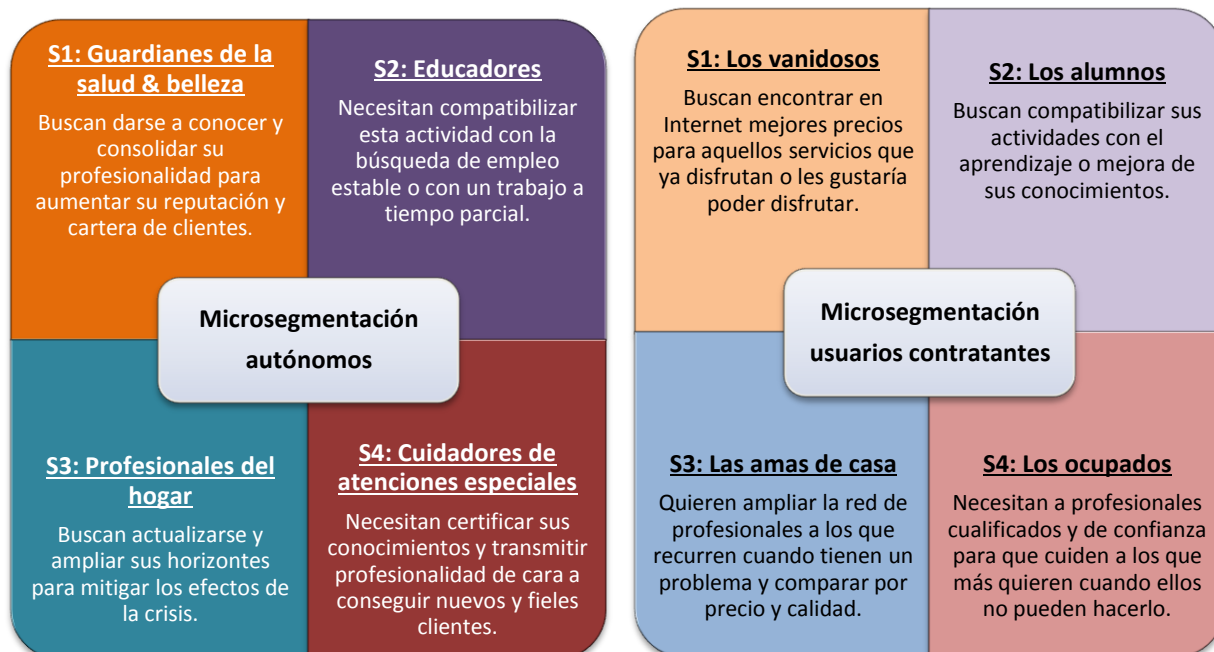 S1: Guardianes de la
salud & belleza
Buscan darse a conocer y
consolidar su
profesionalidad para
aumentar su reputación y
cartera de clientes.
S2: Educadores
Necesitan compatibilizar
esta actividad con la
búsqueda de empleo
estable o con un trabajo a
tiempo parcial.
Microsegmentación
autónomos
S3: Profesionales del
hogar
Buscan actualizarse y
ampliar sus horizontes
para mitigar los efectos de
la crisis.
S4: Cuidadores de
atenciones especiales
Necesitan certificar sus
conocimientos y transmitir
profesionalidad de cara a
conseguir nuevos y fieles
clientes.
S1: Los vanidosos
Buscan encontrar en
Internet mejores precios
para aquellos servicios que
ya disfrutan o les gustaría
poder disfrutar.
S2: Los alumnos
Buscan compatibilizar sus
actividades con el
aprendizaje o mejora de
sus conocimientos.
Microsegmentación
usuarios contratantes
S3: Las amas de casa
Quieren ampliar la red de
profesionales a los que
recurren cuando tienen un
problema y comparar por
precio y calidad.
S4: Los ocupados
Necesitan a profesionales
cualificados y de confianza
para que cuiden a los que
más quieren cuando ellos
no pueden hacerlo.